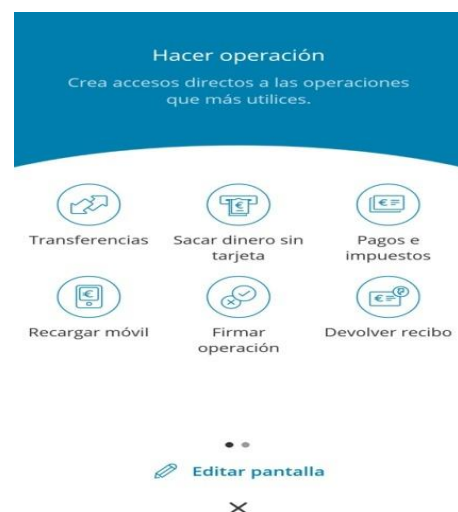 Hacer operación
Crea accesos directos a las operaciones
que más utilices.
Transferencias
Sacar dinero sin
tarjeta
Pagos e
impuestos
Recargar móvil
Firmar
operación
Devolver recibo
Editar pantalla